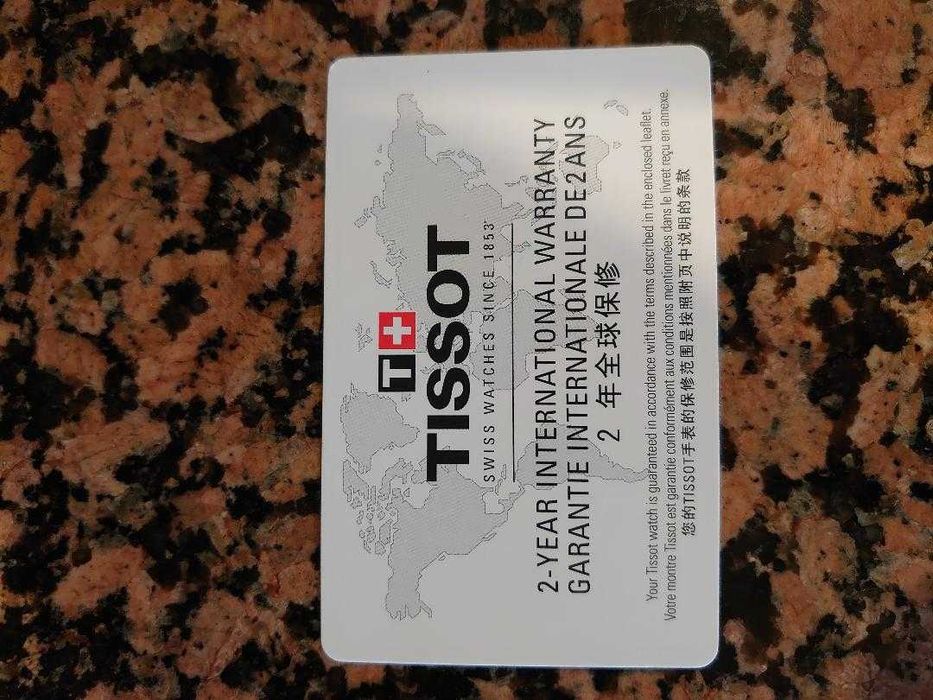 T+
TISSOT
SWISS WATCHES SINCE 1853
2-YEAR INTERNATIONAL WARRANTY
GARANTIE INTERNATIONALE DE 2 ANS
2 年全球保修
Your Tissot watch is guaranteed in accordance with the terms described in the enclosed leaflet.
Votre montre Tissot est garantie conformément aux conditions mentionnées dans le livret reçu en annexe.
您的TISSOT手表的保修范围是按照附页中说明的条款